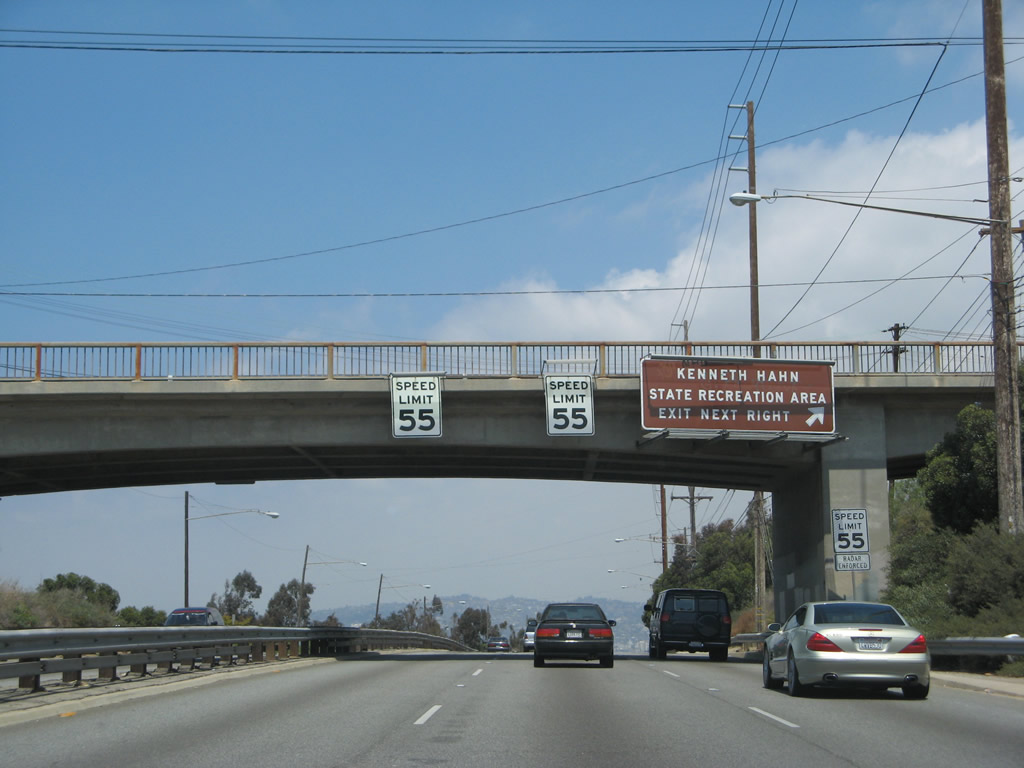 SPEED
LIMIT
55
SPEED
LIMIT
55
KENNETH HAHN
STATE RECREATION AREA
EXIT NEXT RIGHT
SPEED
LIMIT
55
RADAR
ENFORCED